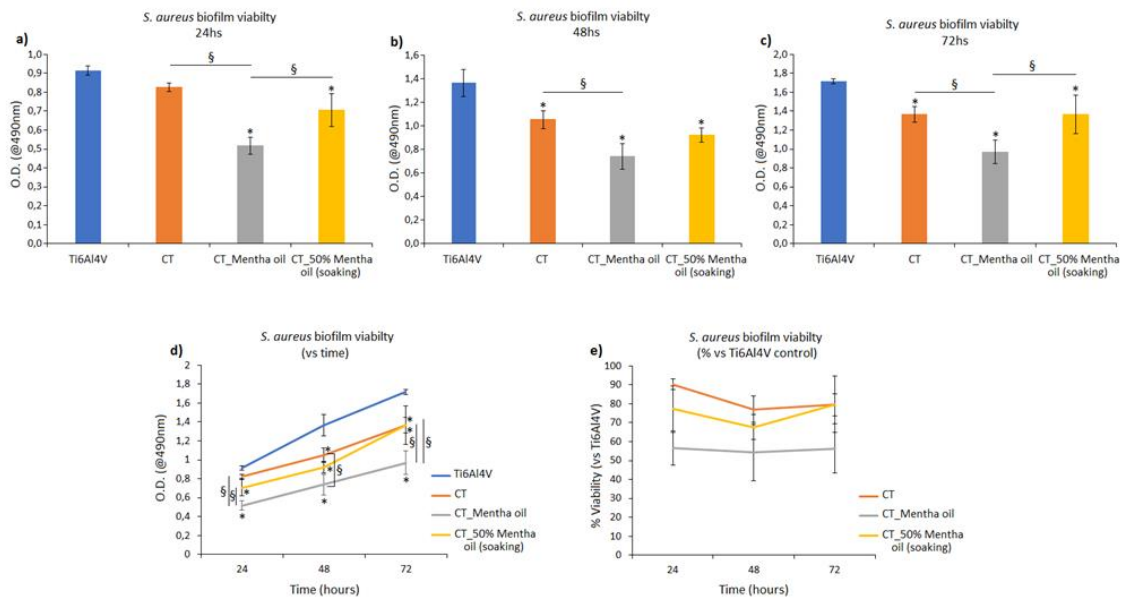 S. aureus biofilm viabilty
24hs
a)
1,0
0,9
0,8
0,7
0,6
0,5
0,4
0,3
0,2
0,1
0,0
O.D. (@490nm)
§
§
*
*
Ti6Al4V
CT
CT_Mentha oil
CT_50% Mentha
oil (soaking)
S. aureus biofilm viabilty
48hs
b)
1,6
1,4
1,2
1,0
0,8
0,6
0,4
0,2
0,0
O.D. (@490nm)
§
*
*
*
Ti6Al4V
CT
CT_Mentha oil
CT_50% Mentha
oil (soaking)
S. aureus biofilm viabilty
72hs
c)
2,0
1,8
1,6
1,4
1,2
1,0
0,8
0,6
0,4
0,2
0,0
O.D. (@490nm)
§
§
*
*
*
Ti6Al4V
CT
CT_Mentha oil
CT_50% Mentha
oil (soaking)
S. aureus biofilm viabilty
(vs time)
d)
2
1,8
1,6
1,4
1,2
1
0,8
0,6
0,4
0,2
0
O.D. (@490nm)
§
§
*
*
*
*
*
§
*
*
*
§
§
24
48
72
Time (hours)
Ti6Al4V
CT
CT_Mentha oil
CT_50% Mentha
oil (soaking)
S. aureus biofilm viabilty
(% vs Ti6Al4V control)
e)
100
90
80
70
60
50
40
30
20
10
0
% Viability (vs Ti6Al4V)
24
48
72
Time (hours)
CT
CT_Mentha oil
CT_50% Mentha
oil (soaking)